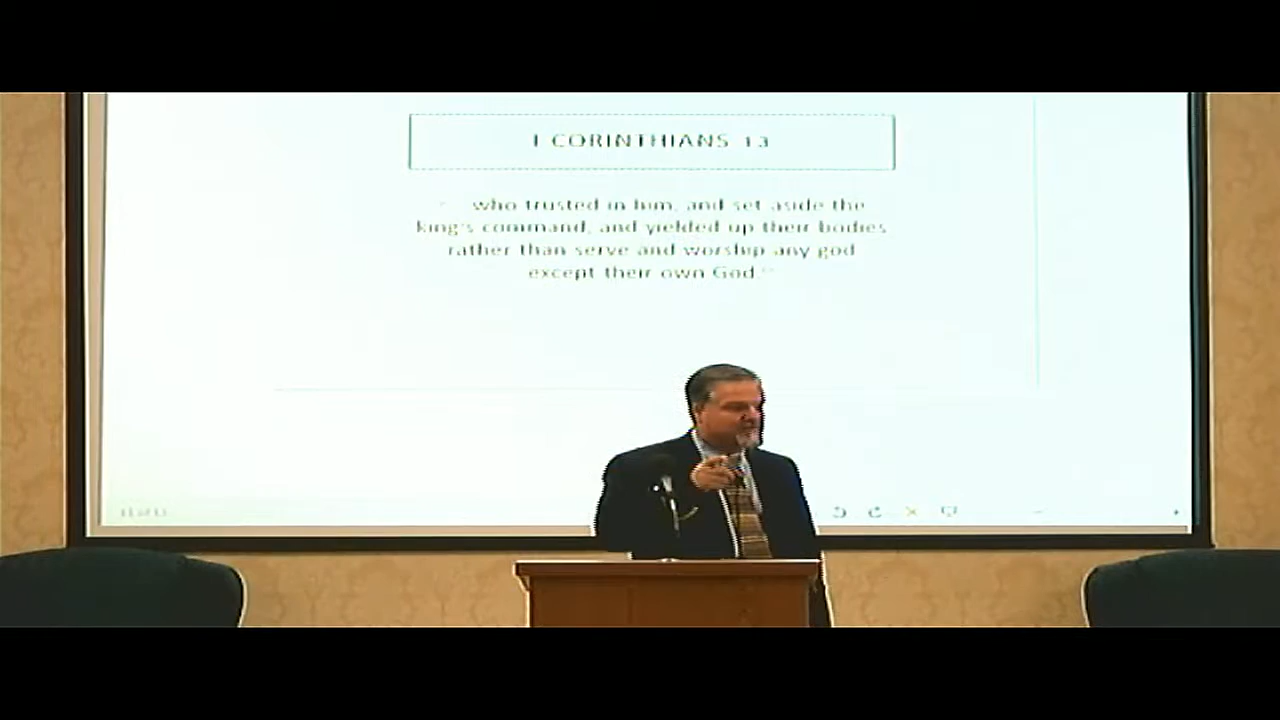 1 CORINTHIANS 13
who trusted in him, and set aside the
king's command, and yielded up their bodies
rather than serve and worship any god
except their own God."